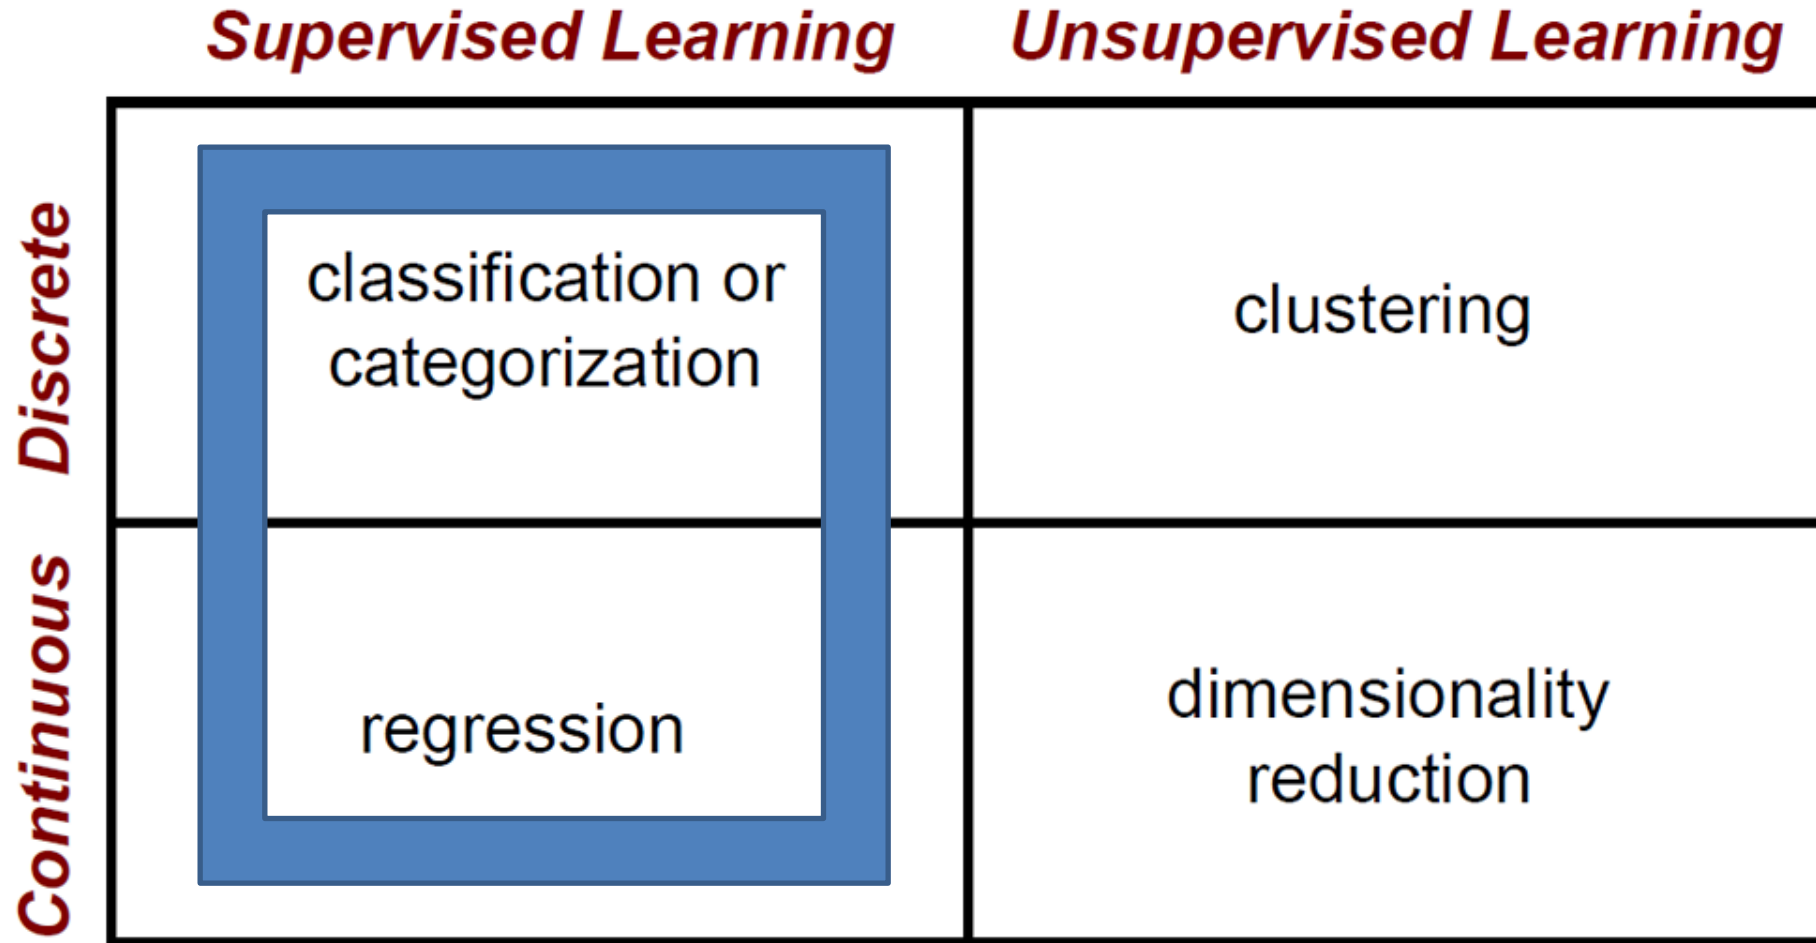 Supervised Learning
Unsupervised Learning
Discrete
classification or
categorization
clustering
Continuous
regression
dimensionality
reduction